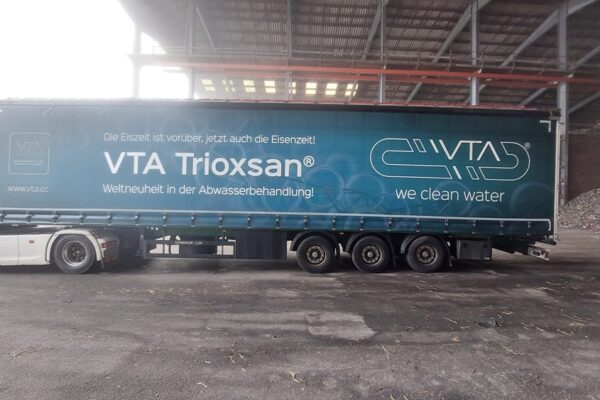 Die Eiszeit ist vorüber, jetzt auch die Eisenzeit!
VTA Trioxsan®
Weltneuheit in der Abwasserbehandlung!
VTA
www.vta.cc
VTA®
we clean water